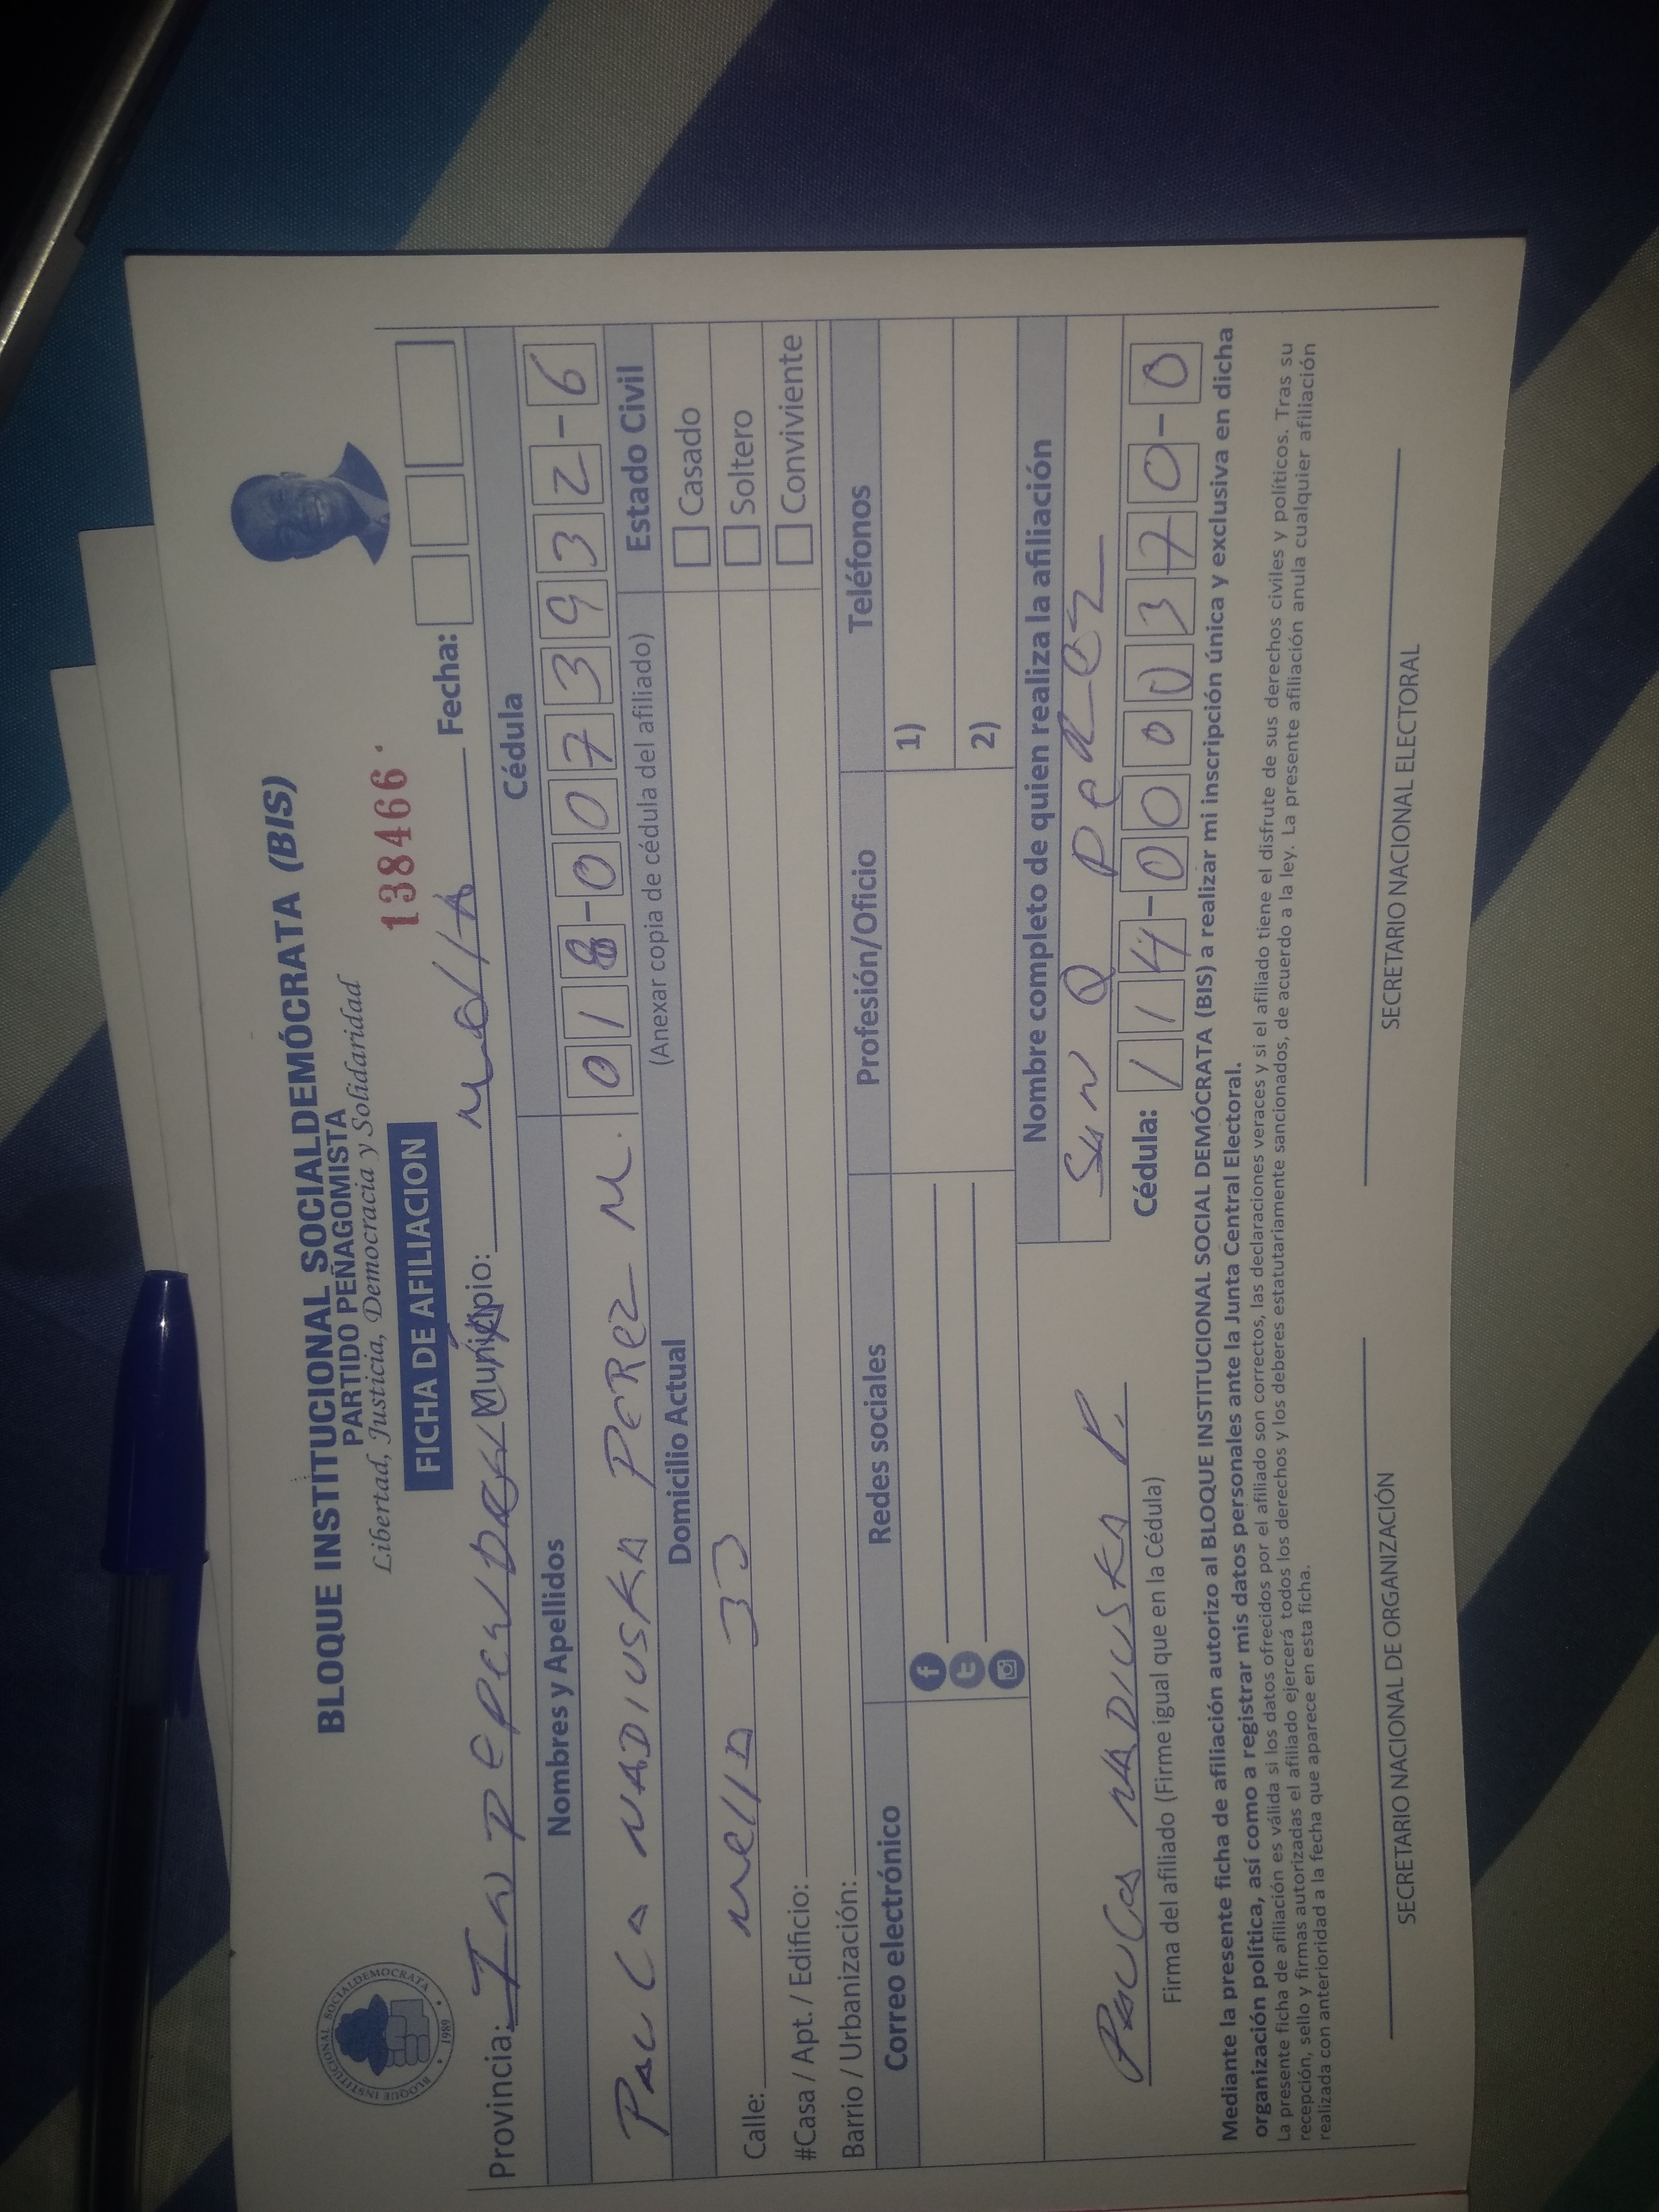 BLOQUE INSTITUCIONAL SOCIALDEMÓCRATA (BIS)
PARTIDO PEÑAGOMISTA
Libertad, Justicia, Democracia y Solidaridad
138466
FICHA DE AFILIACION
BLOQUE INSTITUCIONAL SOCIALDEMOCRATA
1989
Provincia: Municipio: Mella Fecha:
Nombres y Apellidos Cédula
Paula Nadiuska Perez M. 018-0073932-6
Domicilio Actual (Anexar copia de cédula del afiliado) Estado Civil
Calle: Mella 33
Casado
#Casa / Apt. / Edificio:
Soltero
Barrio / Urbanización:
Conviviente
Correo electrónico Redes sociales Profesión/Oficio Teléfonos
1)
2)
Nombre completo de quien realiza la afiliación
Perez
Cédula: 114-0000370-0
Nadiuska P.
Firma del afiliado (Firme igual que en la Cédula)
Mediante la presente ficha de afiliación autorizo al BLOQUE INSTITUCIONAL SOCIAL DEMÓCRATA (BIS) a realizar mi inscripción única y exclusiva en dicha
organización política, así como a registrar mis datos personales ante la Junta Central Electoral.
La presente ficha de afiliación es válida si los datos ofrecidos por el afiliado son correctos, las declaraciones veraces y si el afiliado tiene el disfrute de sus derechos civiles y políticos. Tras su
recepción, sello y firmas autorizadas el afiliado ejercerá todos los derechos y los deberes estatutariamente sancionados, de acuerdo a la ley. La presente afiliación anula cualquier afiliación
realizada con anterioridad a la fecha que aparece en esta ficha.
SECRETARIO NACIONAL DE ORGANIZACIÓN
SECRETARIO NACIONAL ELECTORAL